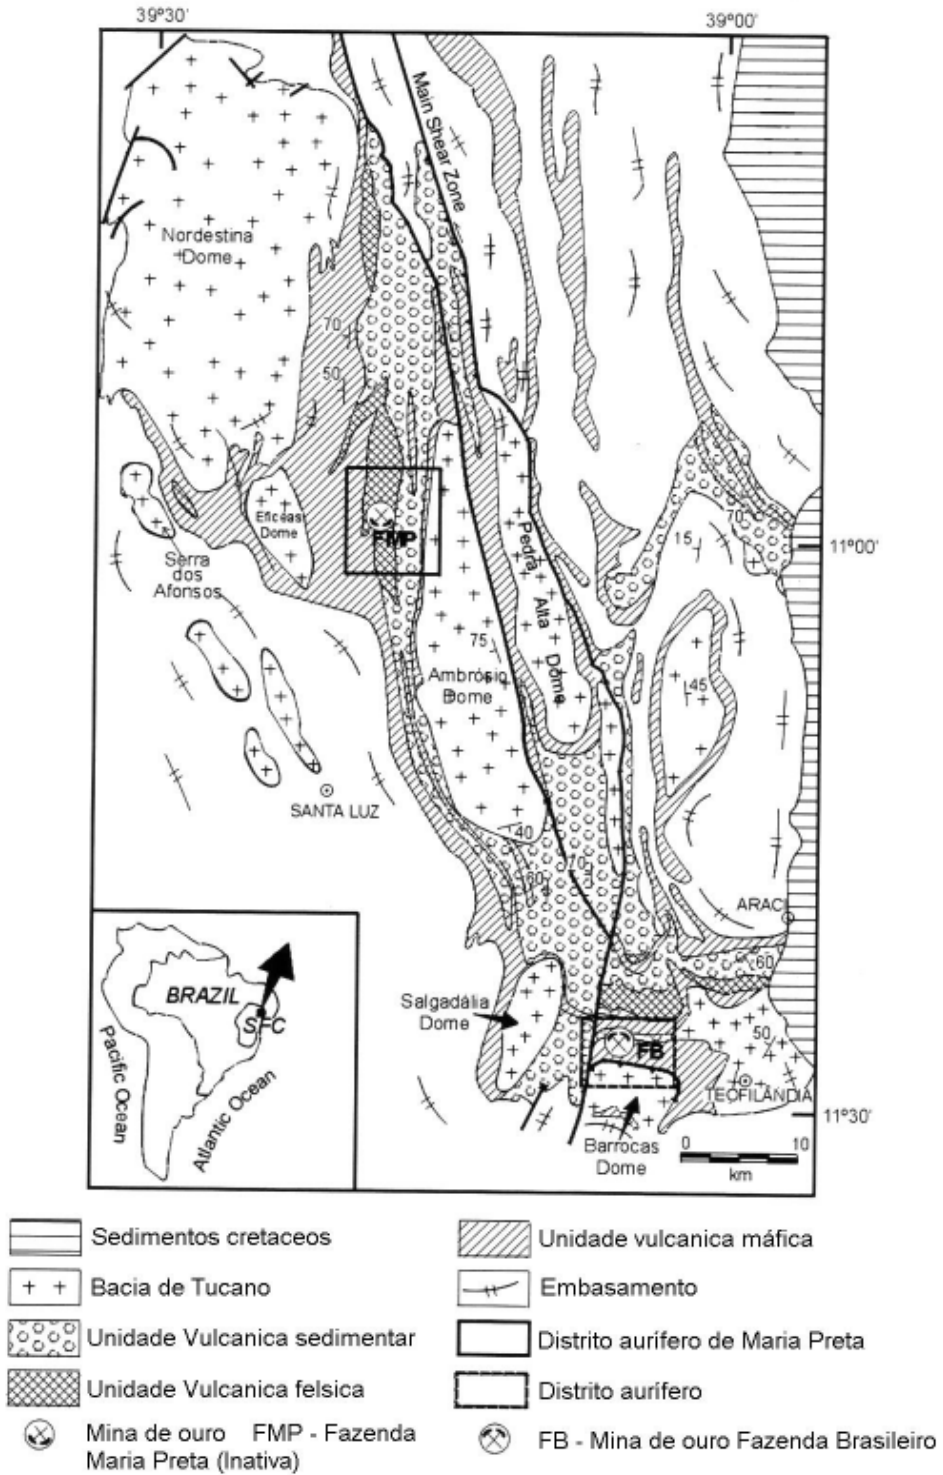 39°30'
39°00'
Main Shear Zone
Nordestina
Dome
70
50
Eficeas
Dome
FMP
Serra
dos
Afonsos
Pedra
Alta
Dome
70
15
11°00'
75
Ambrósio
Dome
45
SANTA LUZ
40
60
70
ARACI
60
Salgadália
Dome
FB
50
TEOFILÂNDIA
11°30'
Barrocas
Dome
0 10
km
BRAZIL
SFC
Pacific Ocean
Atlantic Ocean
Sedimentos cretaceos
Unidade vulcanica máfica
Bacia de Tucano
Embasamento
Unidade Vulcanica sedimentar
Distrito aurífero de Maria Preta
Unidade Vulcanica felsica
Distrito aurífero
Mina de ouro FMP - Fazenda
Maria Preta (Inativa)
FB - Mina de ouro Fazenda Brasileiro